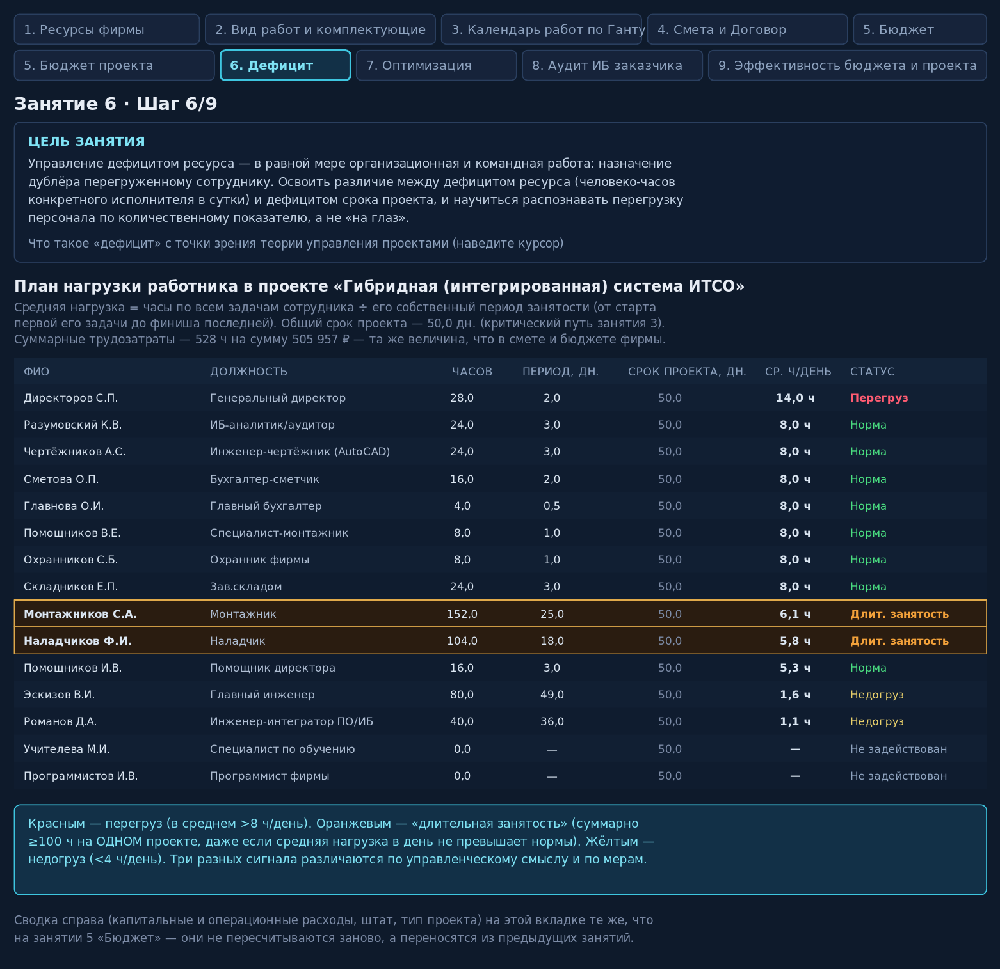 1. Ресурсы фирмы
2. Вид работ и комплектующие
3. Календарь работ по Ганту
4. Смета и Договор
5. Бюджет
5. Бюджет проекта
6. Дефицит
7. Оптимизация
8. Аудит ИБ заказчика
9. Эффективность бюджета и проекта
Занятие 6 · Шаг 6/9
ЦЕЛЬ ЗАНЯТИЯ
Управление дефицитом ресурса — в равной мере организационная и командная работа: назначение
дублёра перегруженному сотруднику. Освоить различие между дефицитом ресурса (человеко-часов
конкретного исполнителя в сутки) и дефицитом срока проекта, и научиться распознавать перегрузку
персонала по количественному показателю, а не «на глаз».
Что такое «дефицит» с точки зрения теории управления проектами (наведите курсор)
План нагрузки работника в проекте «Гибридная (интегрированная) система ИТСО»
Средняя нагрузка = часы по всем задачам сотрудника ÷ его собственный период занятости (от старта
первой его задачи до финиша последней). Общий срок проекта — 50,0 дн. (критический путь занятия 3).
Суммарные трудозатраты — 528 ч на сумму 505 957 ₽ — та же величина, что в смете и бюджете фирмы.
ФИО ДОЛЖНОСТЬ ЧАСОВ ПЕРИОД, ДН. СРОК ПРОЕКТА, ДН. СР. Ч/ДЕНЬ СТАТУС
Директоров С.П. Генеральный директор 28,0 2,0 50,0 14,0 ч Перегруз
Разумовский К.В. ИБ-аналитик/аудитор 24,0 3,0 50,0 8,0 ч Норма
Чертёжников А.С. Инженер-чертёжник (AutoCAD) 24,0 3,0 50,0 8,0 ч Норма
Сметова О.П. Бухгалтер-сметчик 16,0 2,0 50,0 8,0 ч Норма
Главнова О.И. Главный бухгалтер 4,0 0,5 50,0 8,0 ч Норма
Помощников В.Е. Специалист-монтажник 8,0 1,0 50,0 8,0 ч Норма
Охранников С.Б. Охранник фирмы 8,0 1,0 50,0 8,0 ч Норма
Складников Е.П. Зав.складом 24,0 3,0 50,0 8,0 ч Норма
Монтажников С.А. Монтажник 152,0 25,0 50,0 6,1 ч Длит. занятость
Наладчиков Ф.И. Наладчик 104,0 18,0 50,0 5,8 ч Длит. занятость
Помощников И.В. Помощник директора 16,0 3,0 50,0 5,3 ч Норма
Эскизов В.И. Главный инженер 80,0 49,0 50,0 1,6 ч Недогруз
Романов Д.А. Инженер-интегратор ПО/ИБ 40,0 36,0 50,0 1,1 ч Недогруз
Учителева М.И. Специалист по обучению 0,0 — 50,0 — Не задействован
Программистов И.В. Программист фирмы 0,0 — 50,0 — Не задействован
Красным — перегруз (в среднем >8 ч/день). Оранжевым — «длительная занятость» (суммарно
≥100 ч на ОДНОМ проекте, даже если средняя нагрузка в день не превышает нормы). Жёлтым —
недогруз (<4 ч/день). Три разных сигнала различаются по управленческому смыслу и по мерам.
Сводка справа (капитальные и операционные расходы, штат, тип проекта) на этой вкладке те же, что
на занятии 5 «Бюджет» — они не пересчитываются заново, а переносятся из предыдущих занятий.